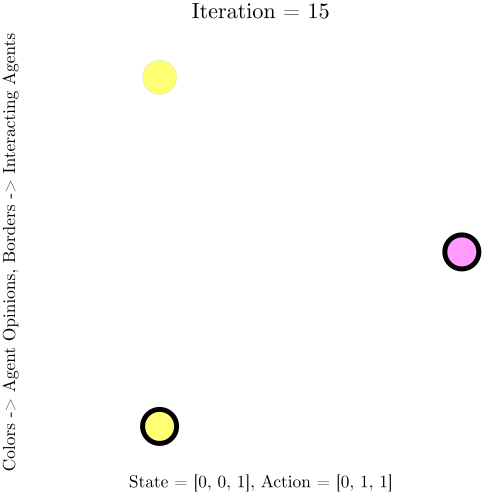 Iteration = 15
Colors -> Agent Opinions, Borders -> Interacting Agents
State = [0, 0, 1], Action = [0, 1, 1]